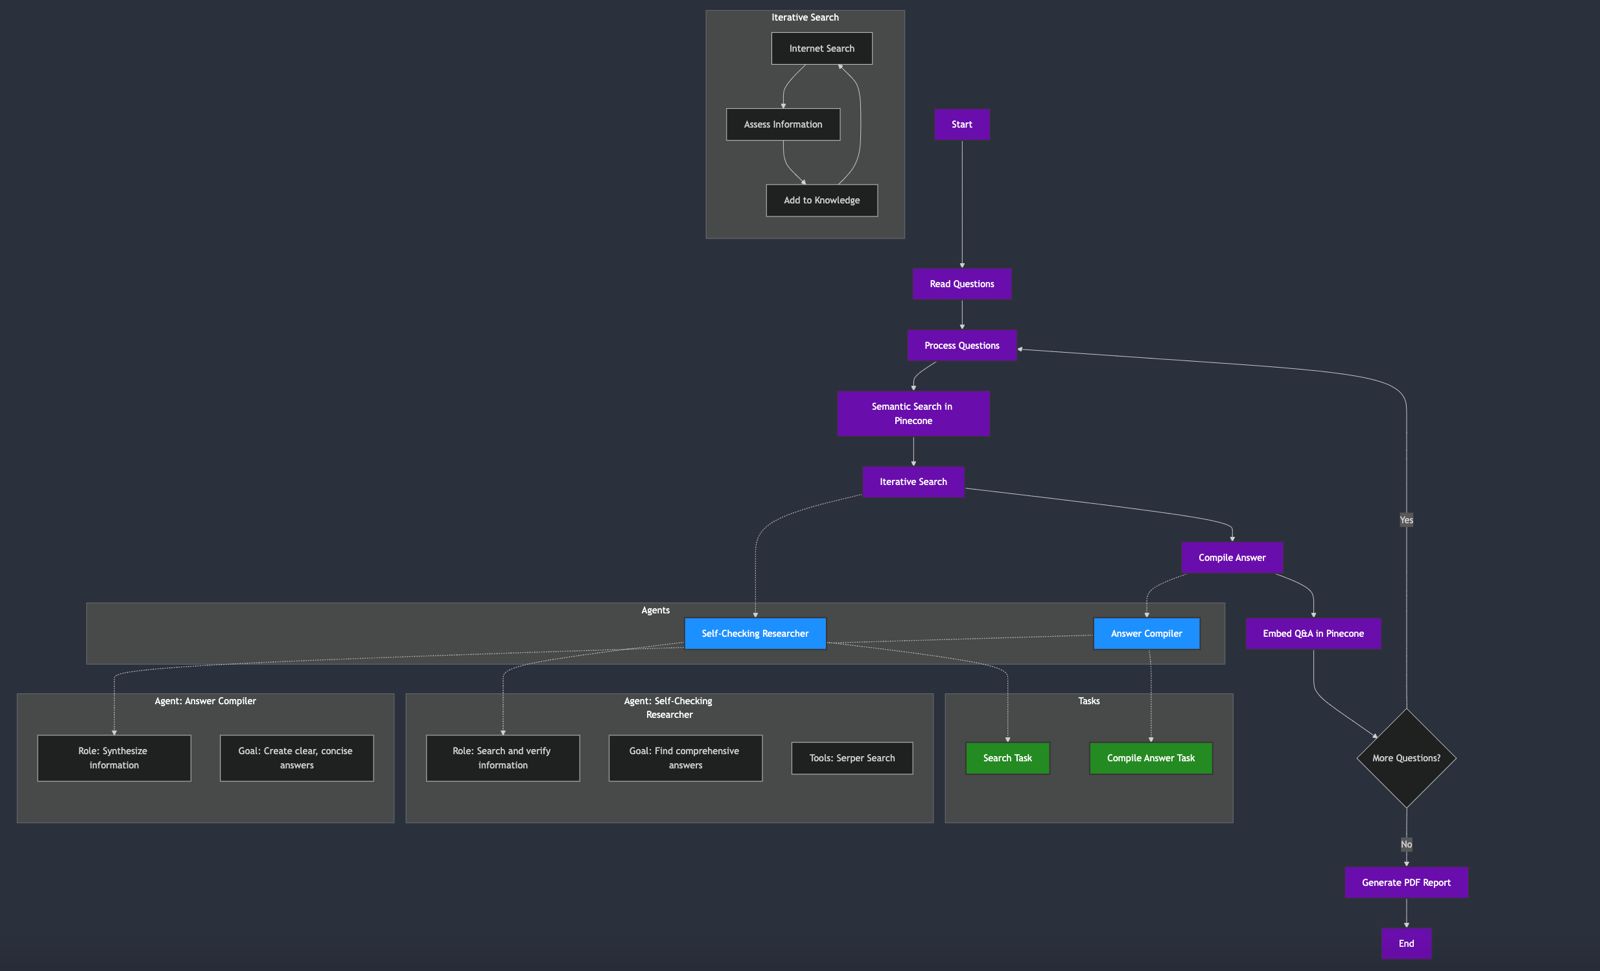 Iterative Search
Internet Search
Assess Information
Add to Knowledge
Start
Read Questions
Process Questions
Semantic Search in
Pinecone
Iterative Search
Yes
Compile Answer
Agents
Self-Checking Researcher
Answer Compiler
Embed Q&A in Pinecone
Agent: Answer Compiler
Role: Synthesize
information
Goal: Create clear, concise
answers
Agent: Self-Checking
Researcher
Role: Search and verify
information
Goal: Find comprehensive
answers
Tools: Serper Search
Tasks
Search Task
Compile Answer Task
More Questions?
No
Generate PDF Report
End